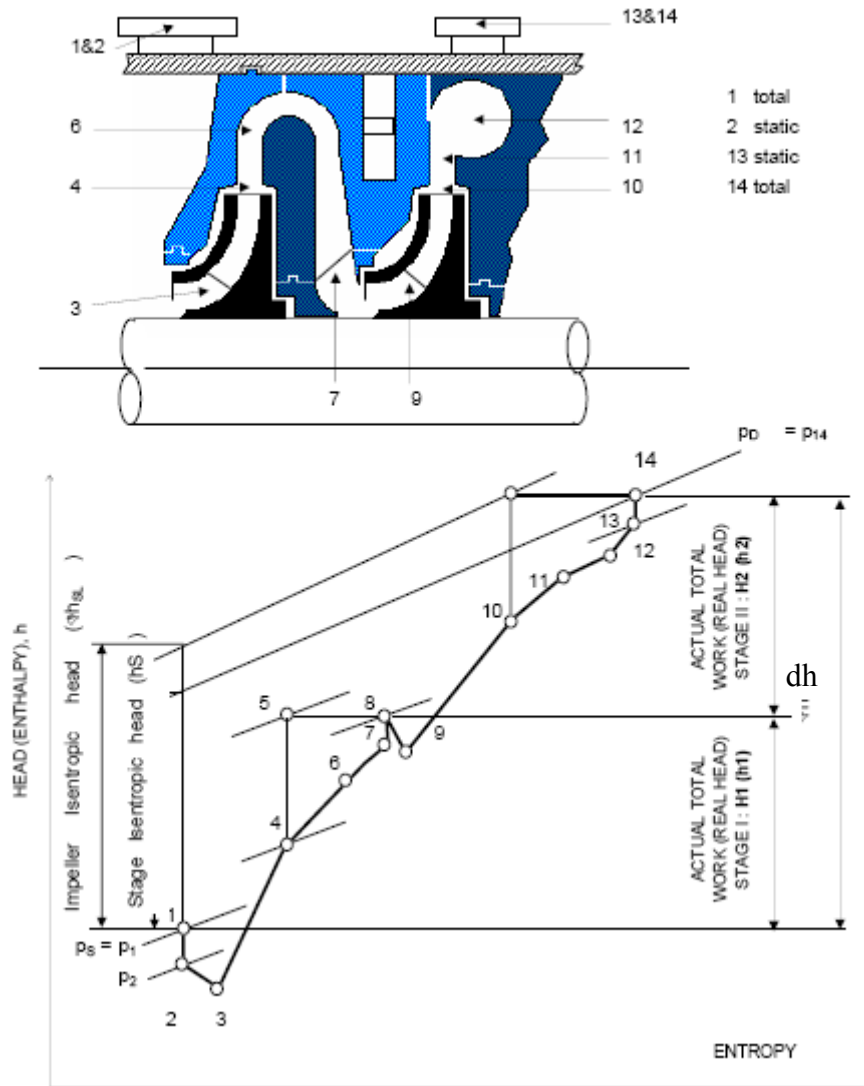 1&2
13&14
1 total
2 static
13 static
14 total
6
4
3
12
11
10
7
9
pD = p14
14
13
12
11
10
5
8
7
9
6
4
1
pS = p1
p2
2
3
HEAD (ENTHALPY), h
Impeller Isentropic head
Stage Isentropic head (hS)
ACTUAL TOTAL
WORK (REAL HEAD)
STAGE II : H2 (h2)
dh
ACTUAL TOTAL
WORK (REAL HEAD)
STAGE I : H1 (h1)
ENTROPY